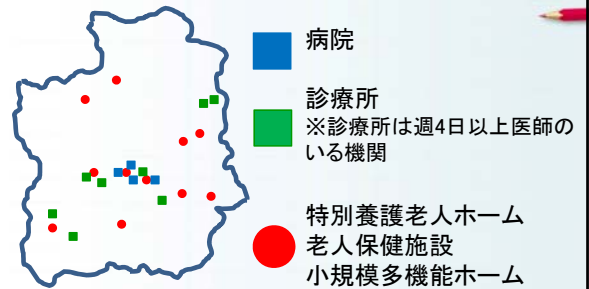 病院
診療所
※診療所は週4日以上医師の
いる機関
特別養護老人ホーム
老人保健施設
小規模多機能ホーム